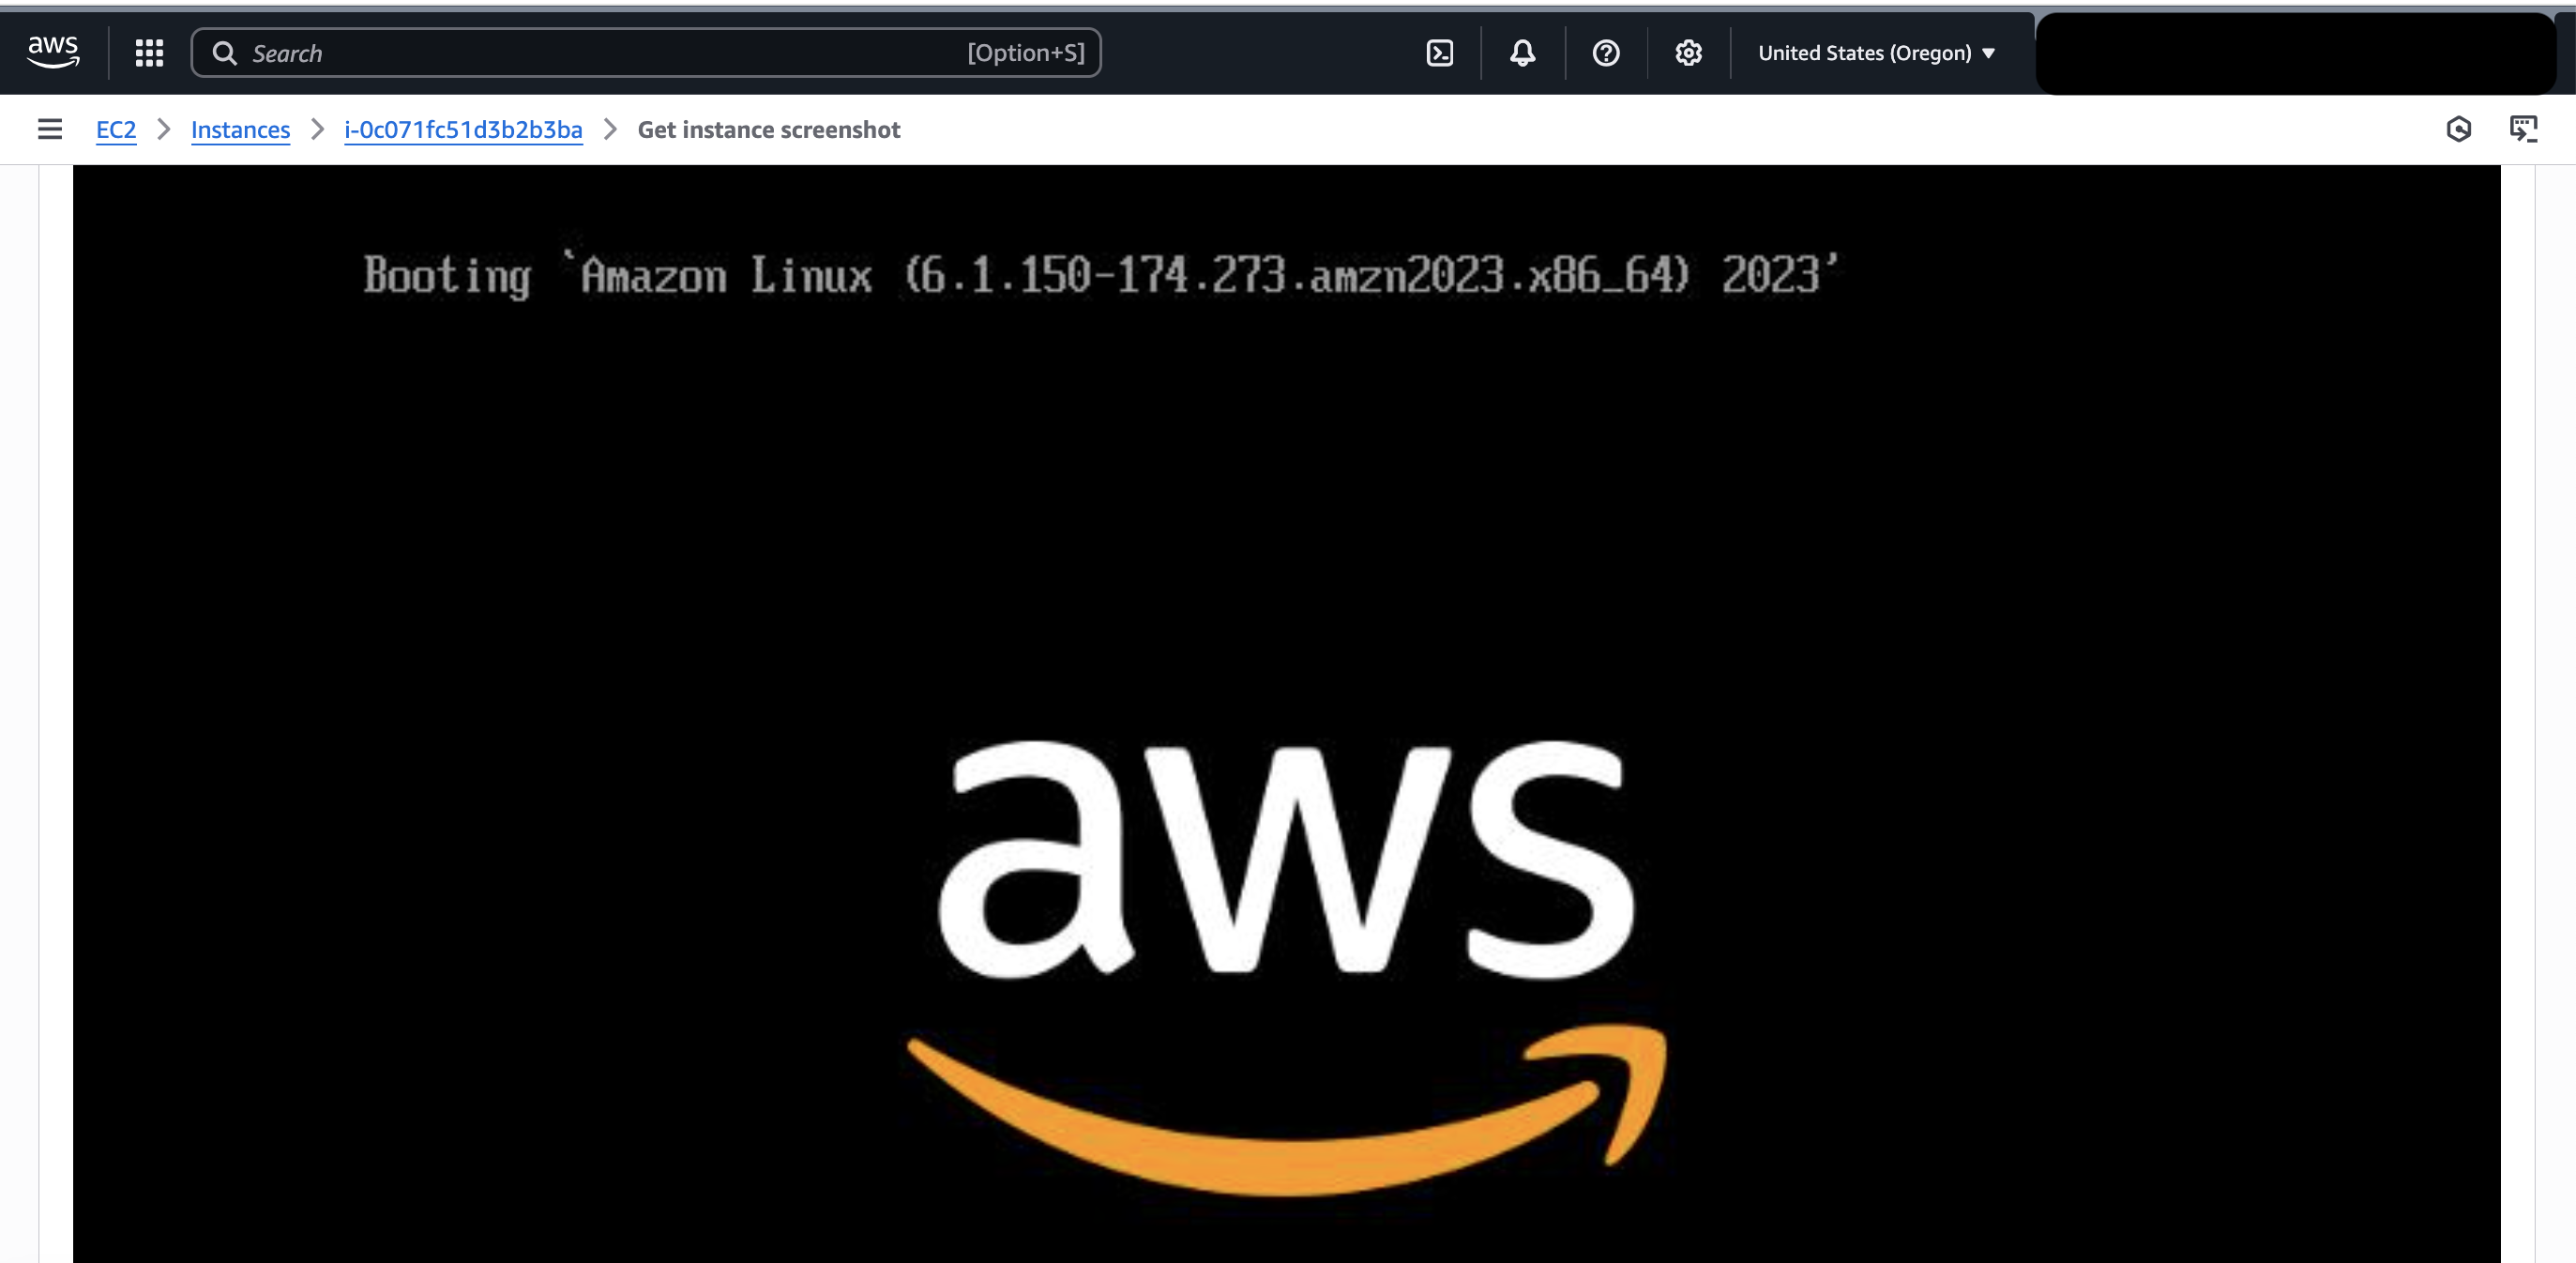 aws
Search [Option+S]
United States (Oregon)
EC2 > Instances > i-0c071fc51d3b2b3ba > Get instance screenshot
Booting `Amazon Linux (6.1.150-174.273.amzn2023.x86_64) 2023'
aws